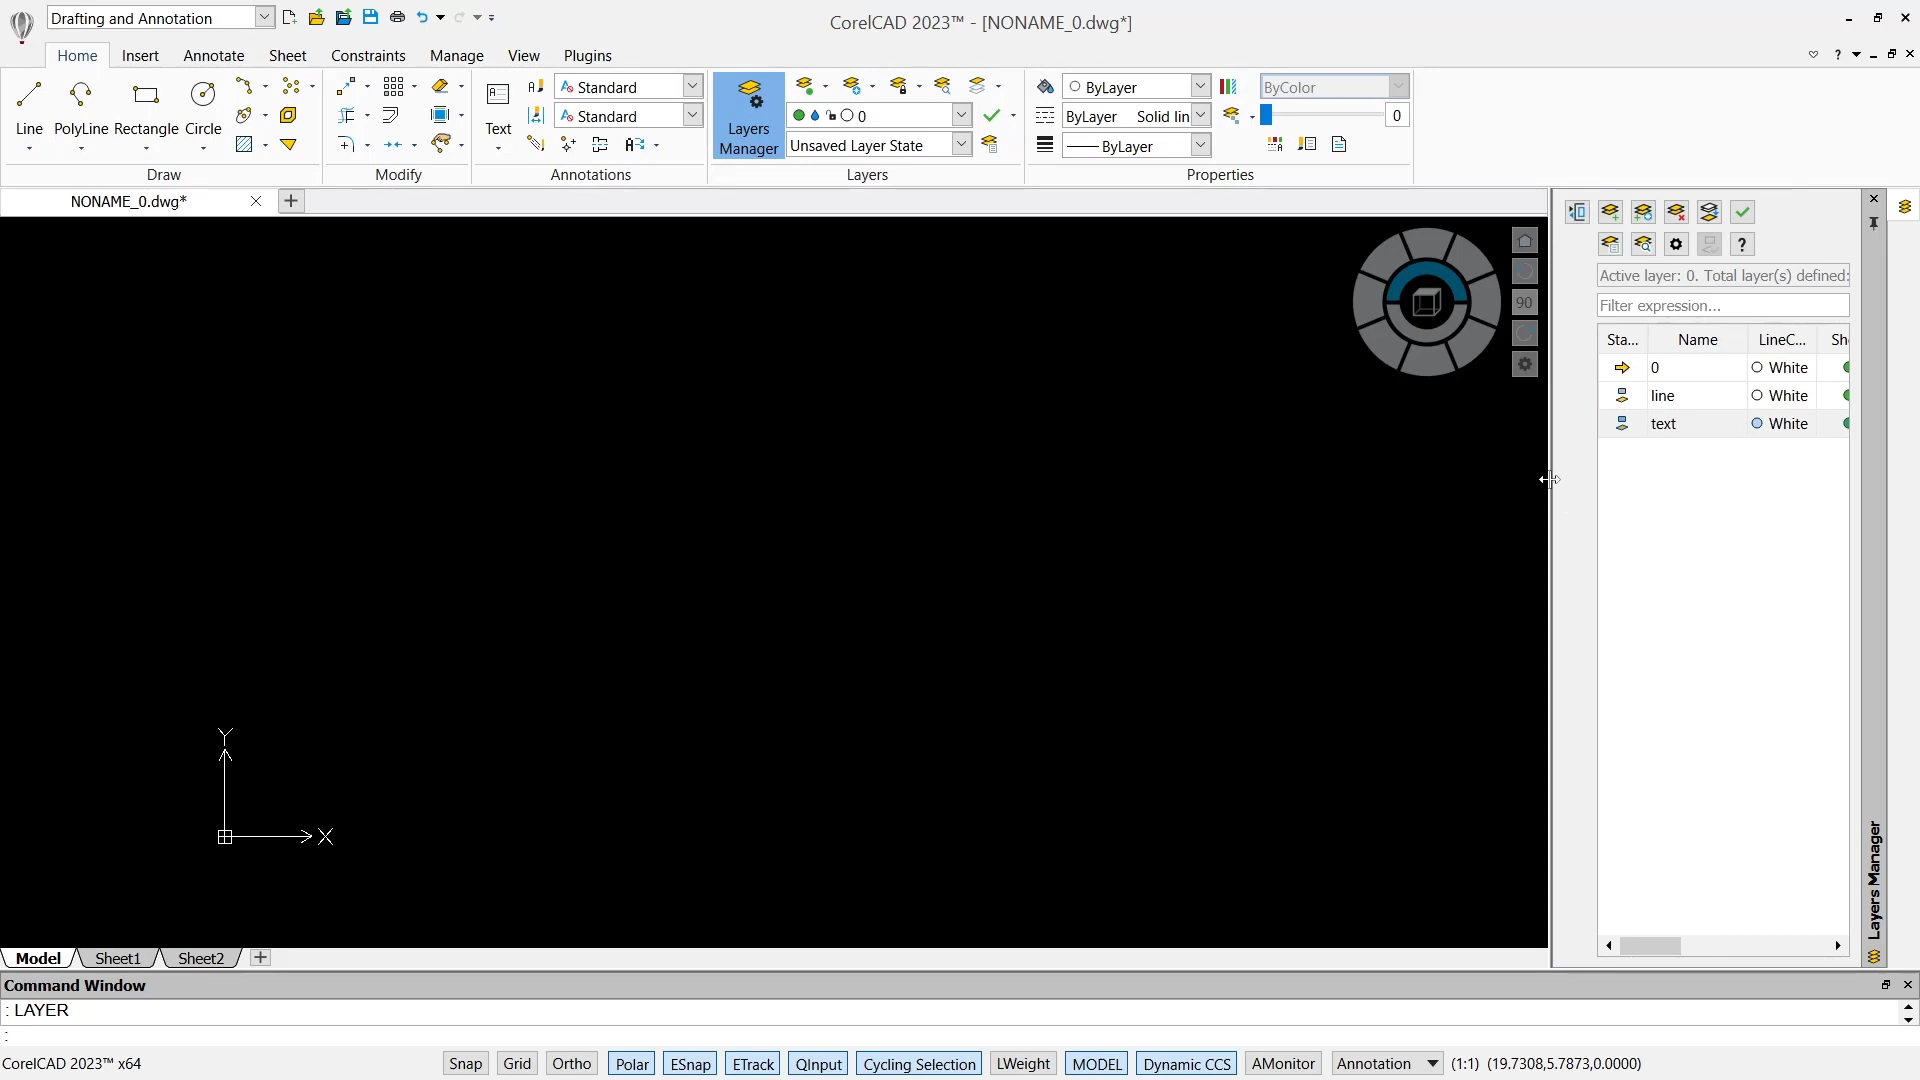 Drafting and Annotation
CorelCAD 2023™ - [NONAME_0.dwg*]
Home Insert Annotate Sheet Constraints Manage View Plugins ?
Line PolyLine Rectangle Circle
Draw
Modify
Text
Standard
Standard
Annotations
Layers Manager
0
Unsaved Layer State
Layers
ByLayer
ByLayer Solid lin
ByLayer
ByColor
0
Properties
NONAME_0.dwg*
90
Y
X
?
Active layer: 0. Total layer(s) defined:
Filter expression...
Sta... Name LineC... Sh
0 White
line White
text White
Layers Manager
Model Sheet1 Sheet2
Command Window
: LAYER
:
CorelCAD 2023™ x64 Snap Grid Ortho Polar ESnap ETrack QInput Cycling Selection LWeight MODEL Dynamic CCS AMonitor Annotation (1:1) (19.7308,5.7873,0.0000)